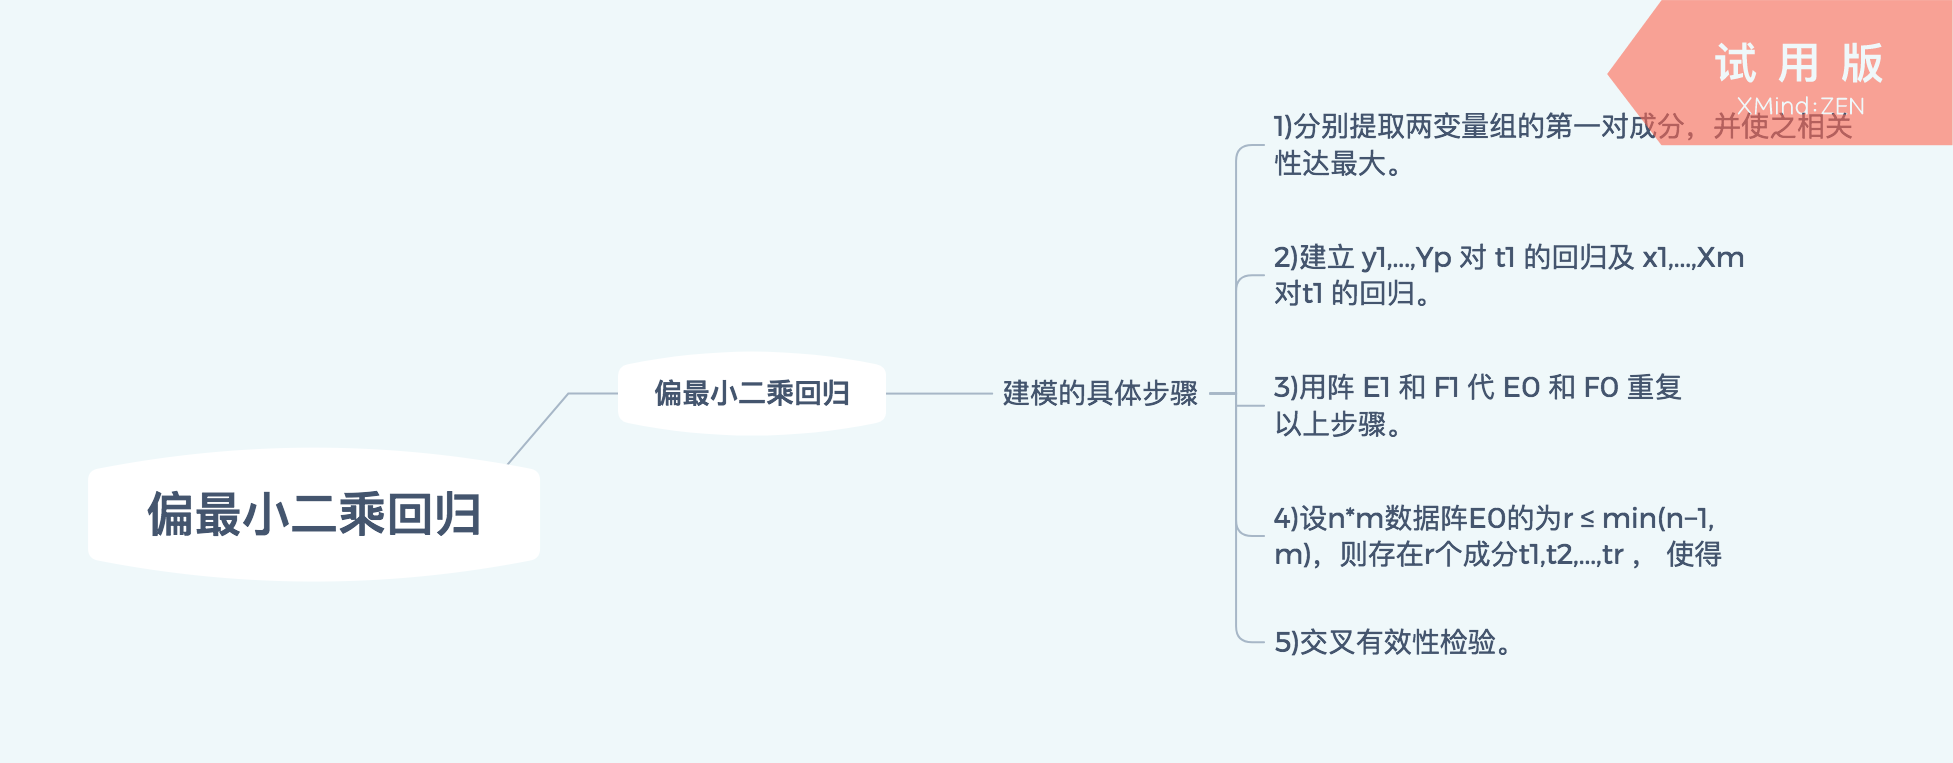 试用版
XMind:ZEN
1)分别提取两变量组的第一对成分，并使之相关
性达最大。
2)建立 y1,...,Yp 对 t1 的回归及 x1,...,Xm
对t1 的回归。
偏最小二乘回归
建模的具体步骤
3)用阵 E1 和 F1 代 E0 和 F0 重复
以上步骤。
偏最小二乘回归
4)设n*m数据阵E0的为r ≤ min(n-1,
m)，则存在r个成分t1,t2,...,tr ， 使得
5)交叉有效性检验。